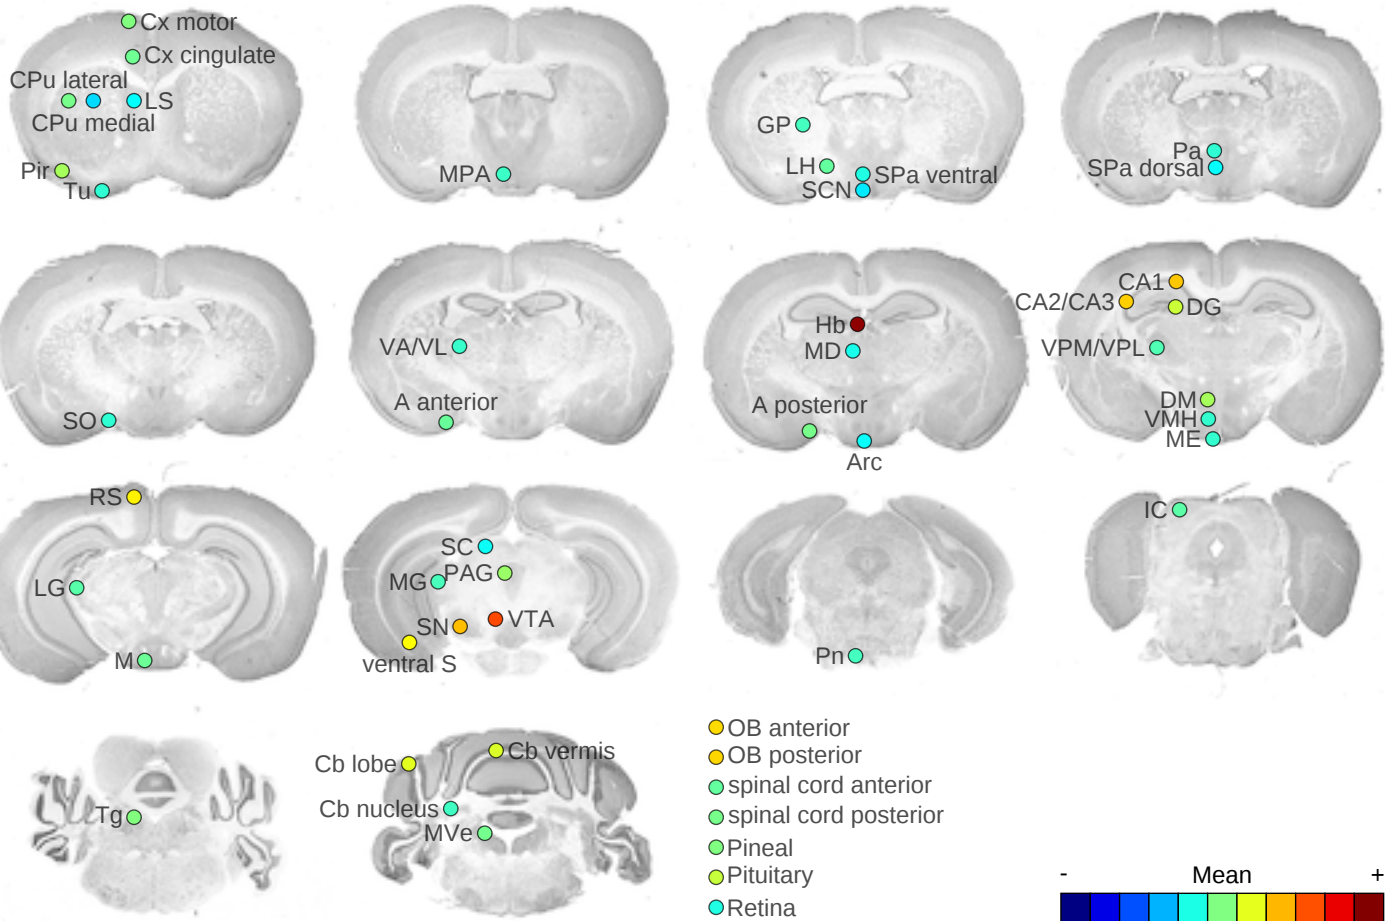 Cx motor
Cx cingulate
CPu lateral
LS
CPu medial
Pir
Tu
MPA
GP
LH
SPa ventral
SCN
Pa
SPa dorsal
SO
VA/VL
A anterior
Hb
MD
A posterior
Arc
CA1
CA2/CA3
DG
VPM/VPL
DM
VMH
ME
RS
LG
M
SC
MG
PAG
SN
VTA
ventral S
Pn
IC
Tg
Cb lobe
Cb vermis
Cb nucleus
MVe
OB anterior
OB posterior
spinal cord anterior
spinal cord posterior
Pineal
Pituitary
Retina
- Mean +